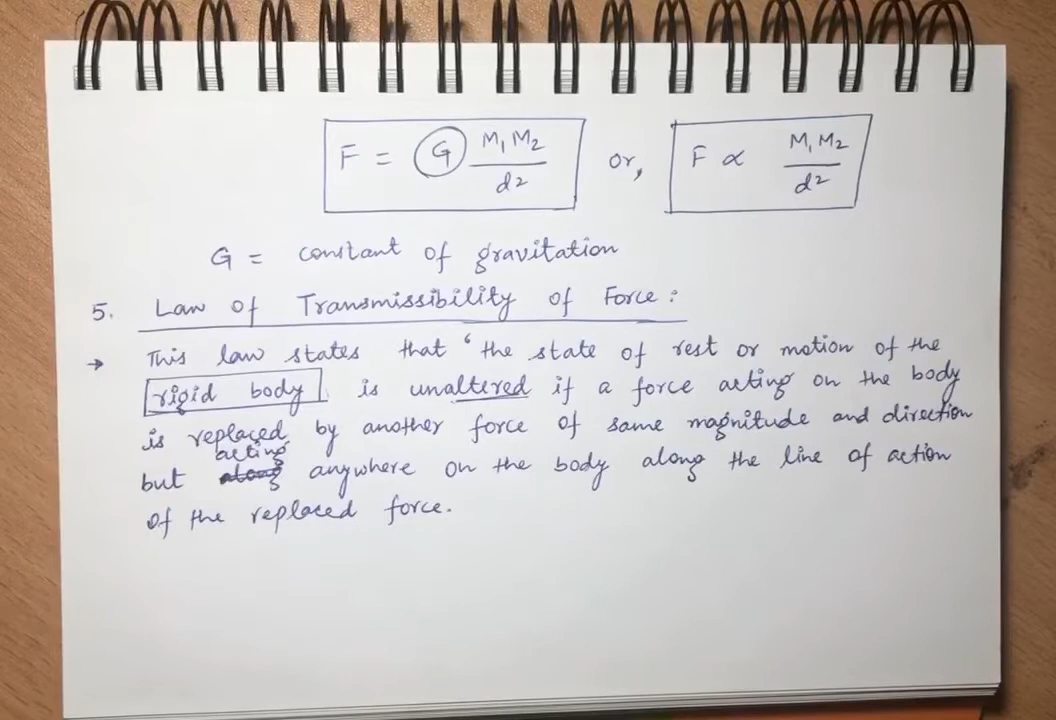 F = G M₁M₂/d² or, F ∝ M₁M₂/d²
G = constant of gravitation
5. Law of Transmissibility of Force:
→ This law states that ‘the state of rest or motion of the
rigid body is unaltered if a force acting on the body
is replaced by another force of same magnitude and direction
but acting anywhere on the body along the line of action
of the replaced force.